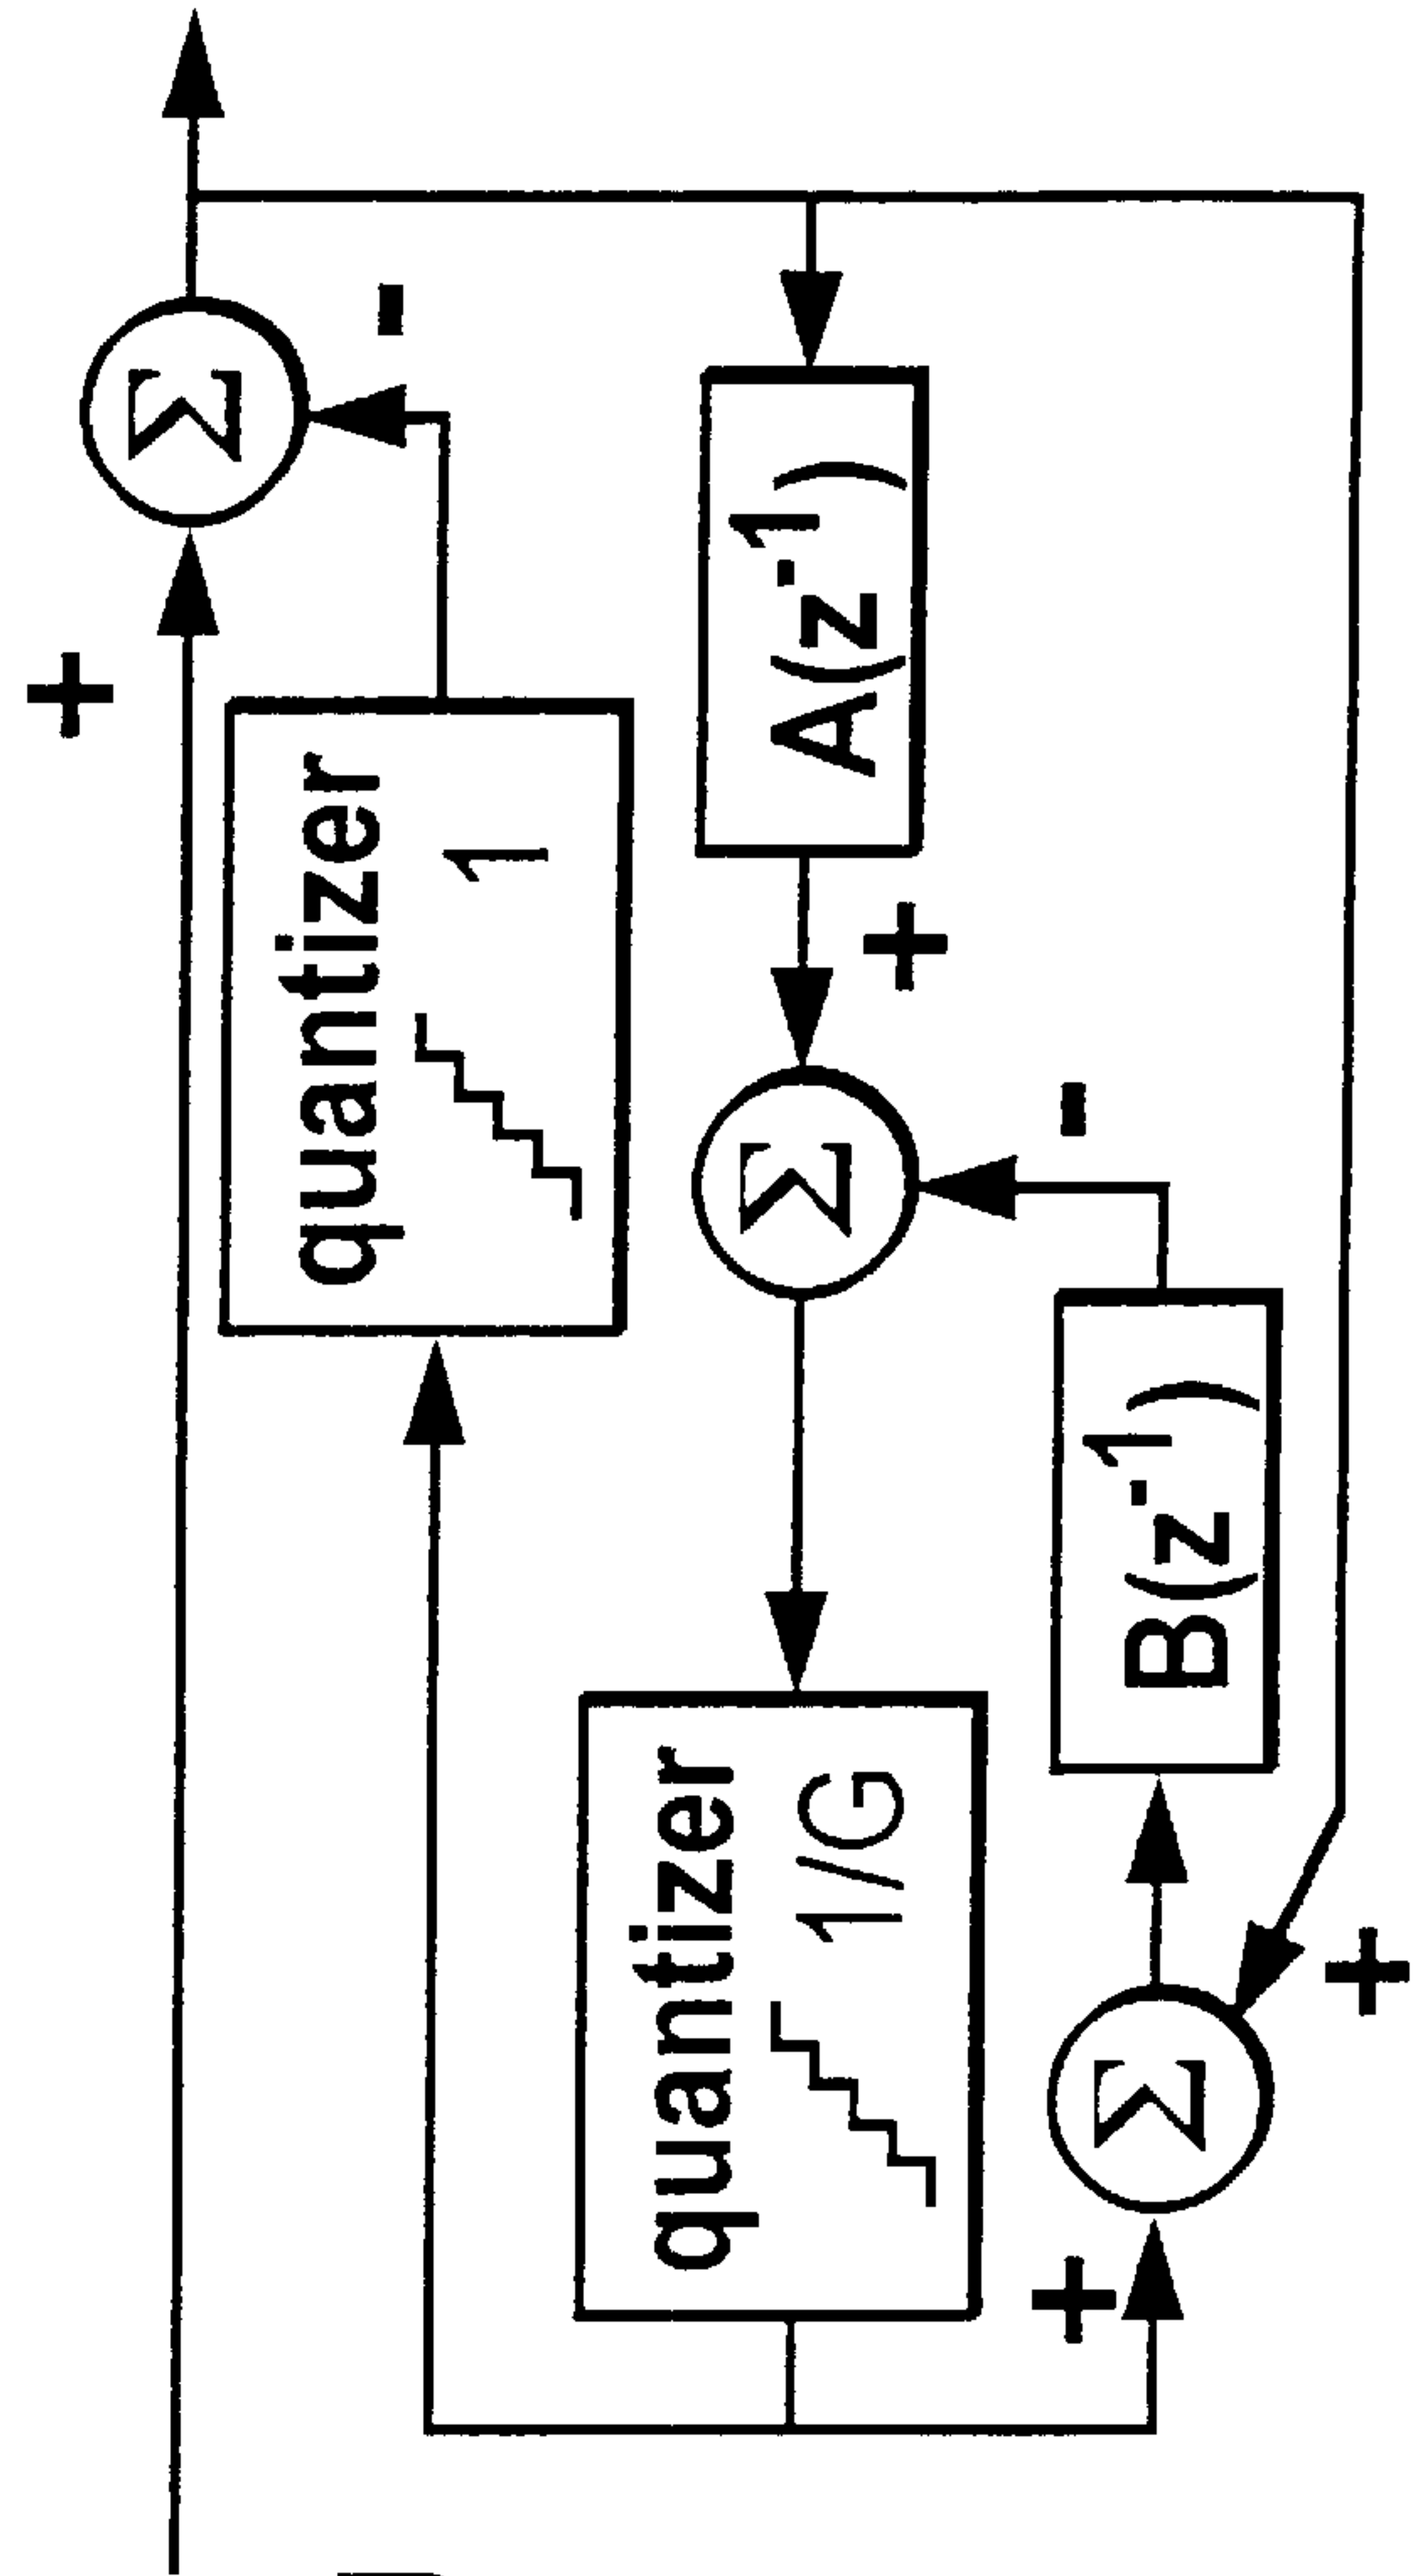 +
Σ
-
quantizer
1
A(z⁻¹)
+
Σ
-
quantizer
1/G
B(z⁻¹)
+
Σ
+